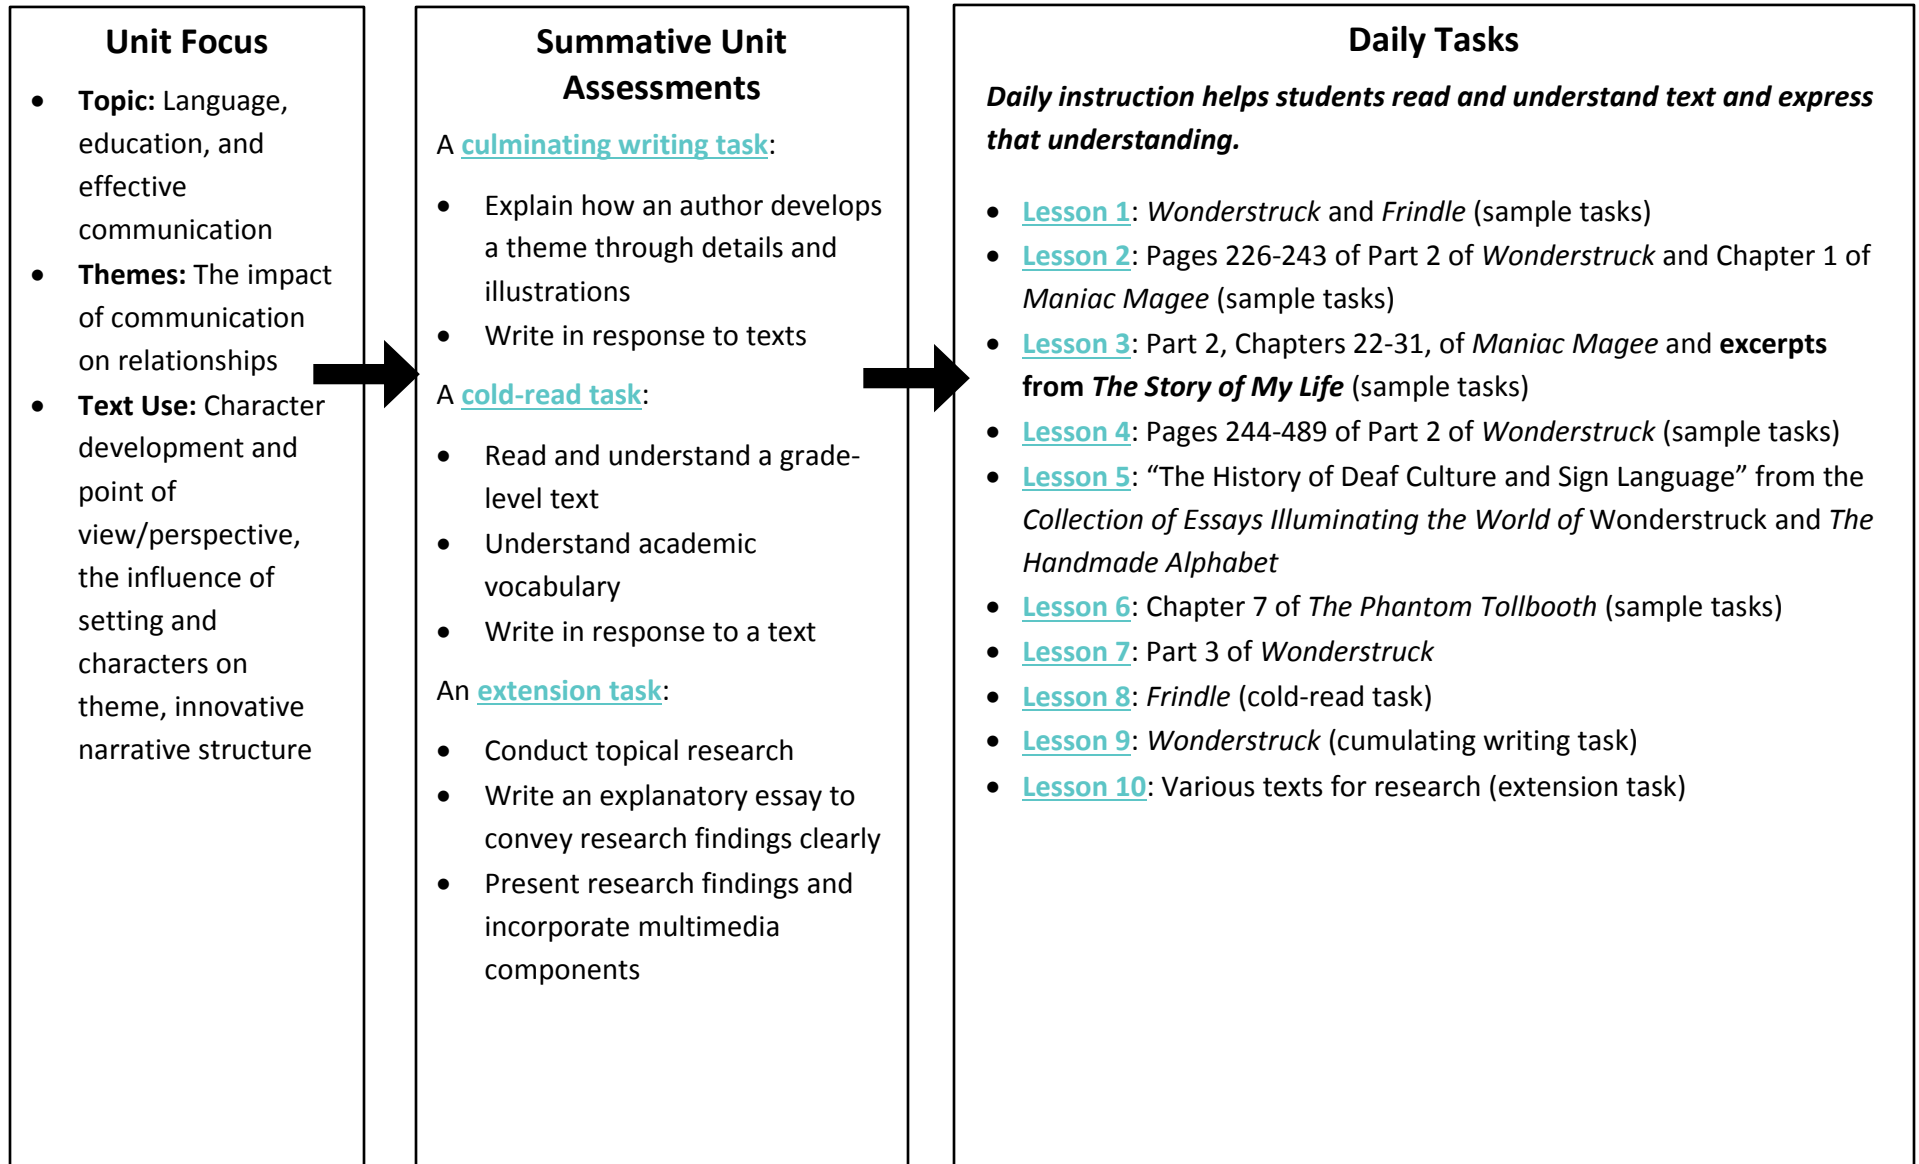 Unit Focus
• Topic: Language,
education, and
effective
communication
• Themes: The impact
of communication
on relationships
• Text Use: Character
development and
point of
view/perspective,
the influence of
setting and
characters on
theme, innovative
narrative structure
Summative Unit
Assessments
A culminating writing task:
• Explain how an author develops
a theme through details and
illustrations
• Write in response to texts
A cold-read task:
• Read and understand a grade-
level text
• Understand academic
vocabulary
• Write in response to a text
An extension task:
• Conduct topical research
• Write an explanatory essay to
convey research findings clearly
• Present research findings and
incorporate multimedia
components
Daily Tasks
Daily instruction helps students read and understand text and express
that understanding.
• Lesson 1: Wonderstruck and Frindle (sample tasks)
• Lesson 2: Pages 226-243 of Part 2 of Wonderstruck and Chapter 1 of
Maniac Magee (sample tasks)
• Lesson 3: Part 2, Chapters 22-31, of Maniac Magee and excerpts
from The Story of My Life (sample tasks)
• Lesson 4: Pages 244-489 of Part 2 of Wonderstruck (sample tasks)
• Lesson 5: “The History of Deaf Culture and Sign Language” from the
Collection of Essays Illuminating the World of Wonderstruck and The
Handmade Alphabet
• Lesson 6: Chapter 7 of The Phantom Tollbooth (sample tasks)
• Lesson 7: Part 3 of Wonderstruck
• Lesson 8: Frindle (cold-read task)
• Lesson 9: Wonderstruck (cumulating writing task)
• Lesson 10: Various texts for research (extension task)